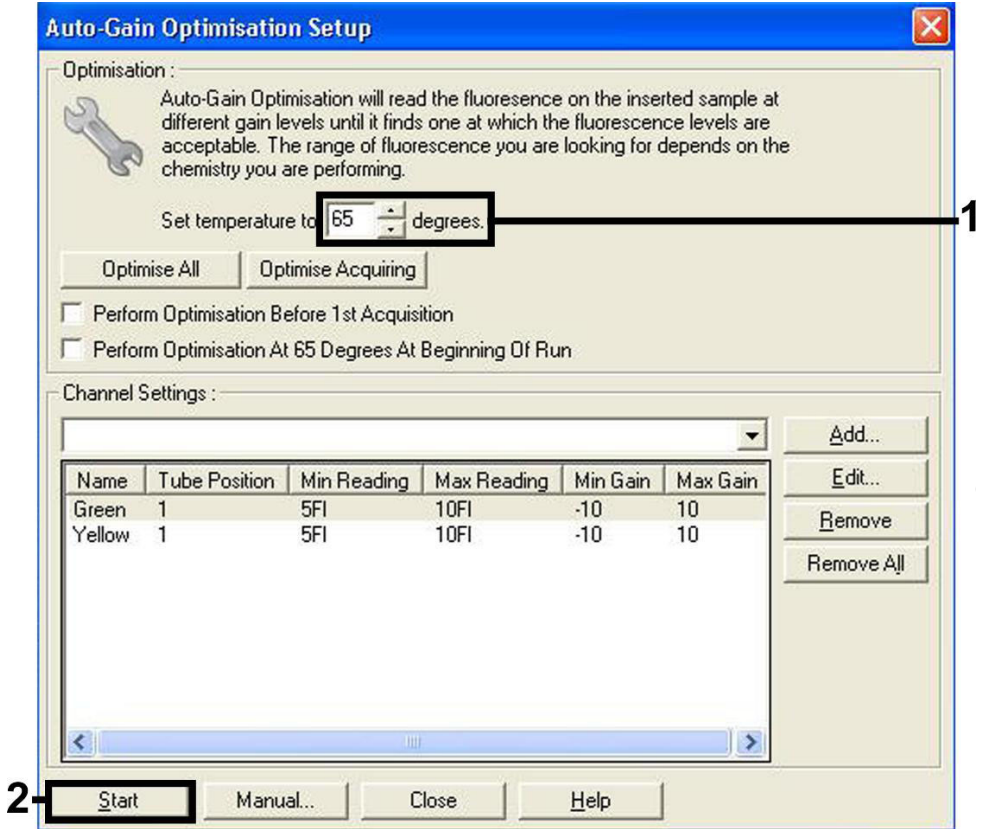 Auto-Gain Optimisation Setup
Optimisation :
Auto-Gain Optimisation will read the fluoresence on the inserted sample at
different gain levels until it finds one at which the fluorescence levels are
acceptable. The range of fluorescence you are looking for depends on the
chemistry you are performing.
Set temperature to 65 degrees. 1
Optimise All Optimise Acquiring
Perform Optimisation Before 1st Acquisition
Perform Optimisation At 65 Degrees At Beginning Of Run
Channel Settings :
Add...
Name Tube Position Min Reading Max Reading Min Gain Max Gain Edit...
Green 1 5Fl 10Fl -10 10
Remove
Yellow 1 5Fl 10Fl -10 10
Remove All
2 Start Manual... Close Help